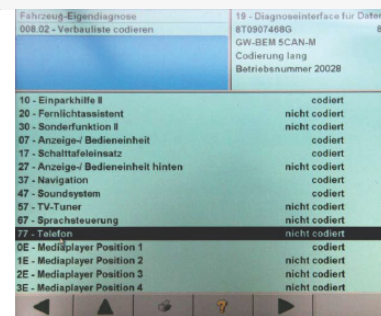 Fahrzeug-Eigendiagnose
008.02 - Verbauliste codieren
19 - Diagnoseinterface für Daten
8T0907468G
GW-BEM 5CAN-M
Codierung lang
Betriebsnummer 20028
10 - Einparkhilfe II codiert
20 - Fernlichtassistent nicht codiert
30 - Sonderfunktion II nicht codiert
07 - Anzeige-/ Bedieneinheit codiert
17 - Schalttafeleinsatz codiert
27 - Anzeige-/ Bedieneinheit hinten nicht codiert
37 - Navigation codiert
47 - Soundsystem codiert
57 - TV-Tuner nicht codiert
67 - Sprachsteuerung nicht codiert
77 - Telefon nicht codiert
0E - Mediaplayer Position 1 codiert
1E - Mediaplayer Position 2 nicht codiert
2E - Mediaplayer Position 3 nicht codiert
3E - Mediaplayer Position 4 nicht codiert